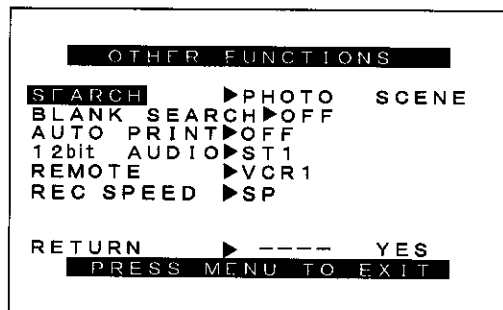 OTHER FUNCTIONS
SEARCH ▶PHOTO SCENE
BLANK SEARCH▶OFF
AUTO PRINT▶OFF
12bit AUDIO▶ST1
REMOTE ▶VCR1
REC SPEED ▶SP
RETURN ▶ ---- YES
PRESS MENU TO EXIT